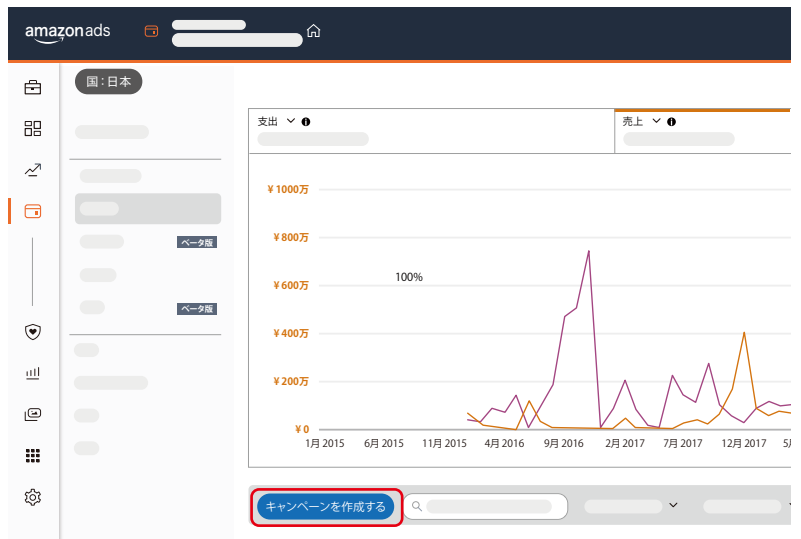 amazon ads
国：日本
ベータ版
ベータ版
支出
売上
¥1000万
¥800万
¥600万
¥400万
¥200万
¥0
100%
1月 2015
6月 2015
11月 2015
4月 2016
9月 2016
2月 2017
7月 2017
12月 2017
キャンペーンを作成する